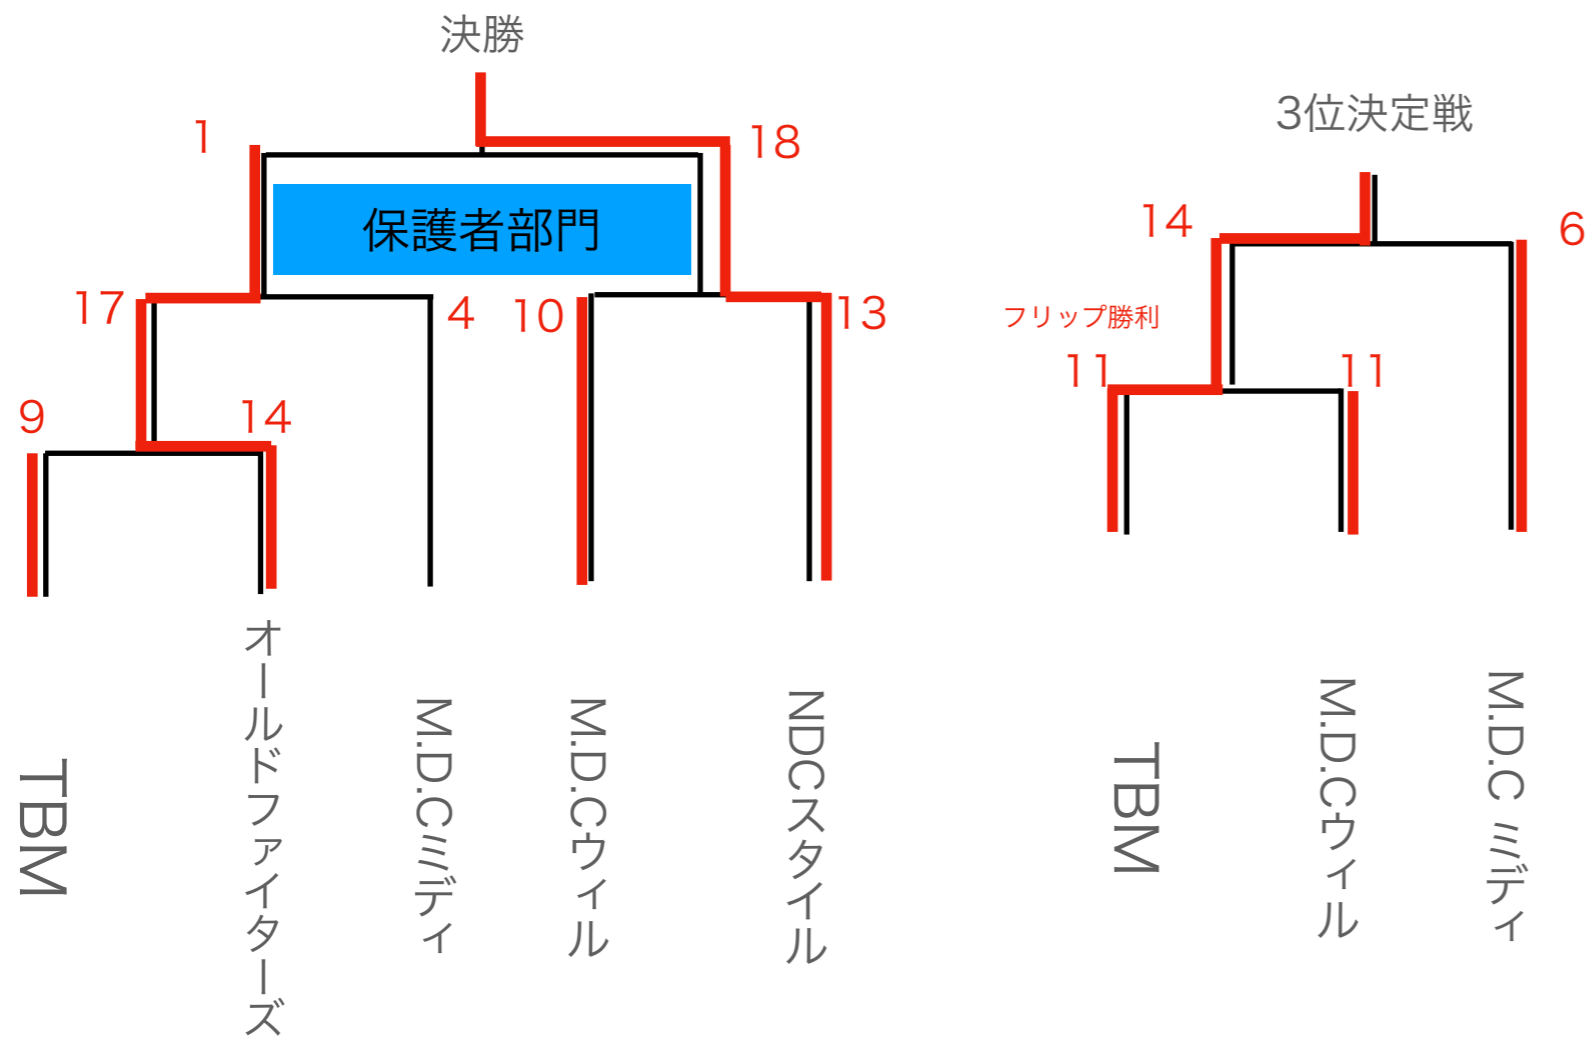 決勝
3位決定戦
1
18
保護者部門
14
6
17
4
10
13
フリップ勝利
11
11
9
14
TBM
オールドファイターズ
M.D.Cミディ
M.D.Cウィル
NDCスタイル
TBM
M.D.Cウィル
M.D.C ミディ